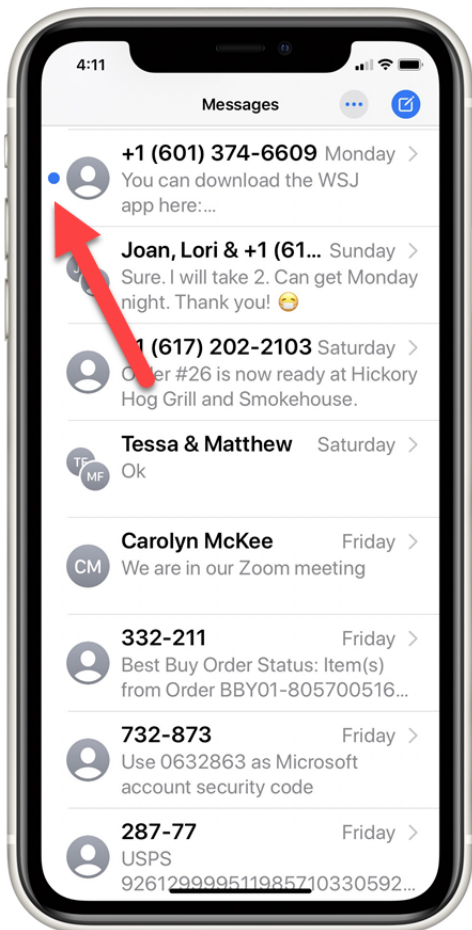 4:11
Messages
+1 (601) 374-6609 Monday
You can download the WSJ
app here:...
Joan, Lori & +1 (61... Sunday
Sure. I will take 2. Can get Monday
night. Thank you! 😷
(617) 202-2103 Saturday
#26 is now ready at Hickory
Hog Grill and Smokehouse.
Tessa & Matthew Saturday
TF
MF
Ok
Carolyn McKee Friday
CM
We are in our Zoom meeting
332-211 Friday
Best Buy Order Status: Item(s)
from Order BBY01-805700516...
732-873 Friday
Use 0632863 as Microsoft
account security code
287-77 Friday
USPS
926129999511985710330592...